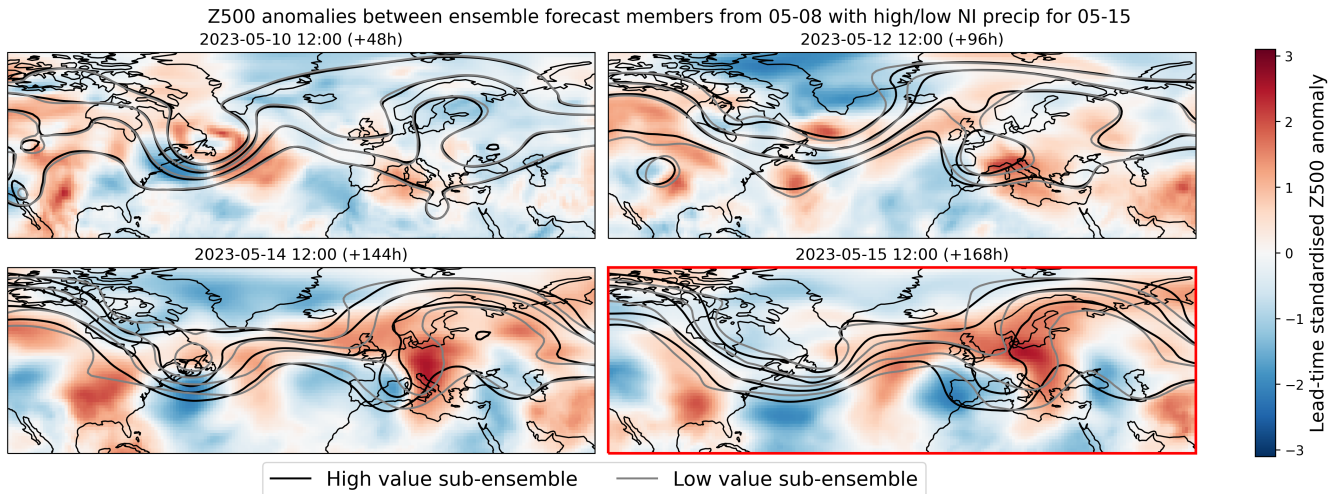 Z500 anomalies between ensemble forecast members from 05-08 with high/low NI precip for 05-15
2023-05-10 12:00 (+48h)
2023-05-12 12:00 (+96h)
2023-05-14 12:00 (+144h)
2023-05-15 12:00 (+168h)
3
2
1
0
−1
−2
−3
Lead-time standardised Z500 anomaly
High value sub-ensemble
Low value sub-ensemble